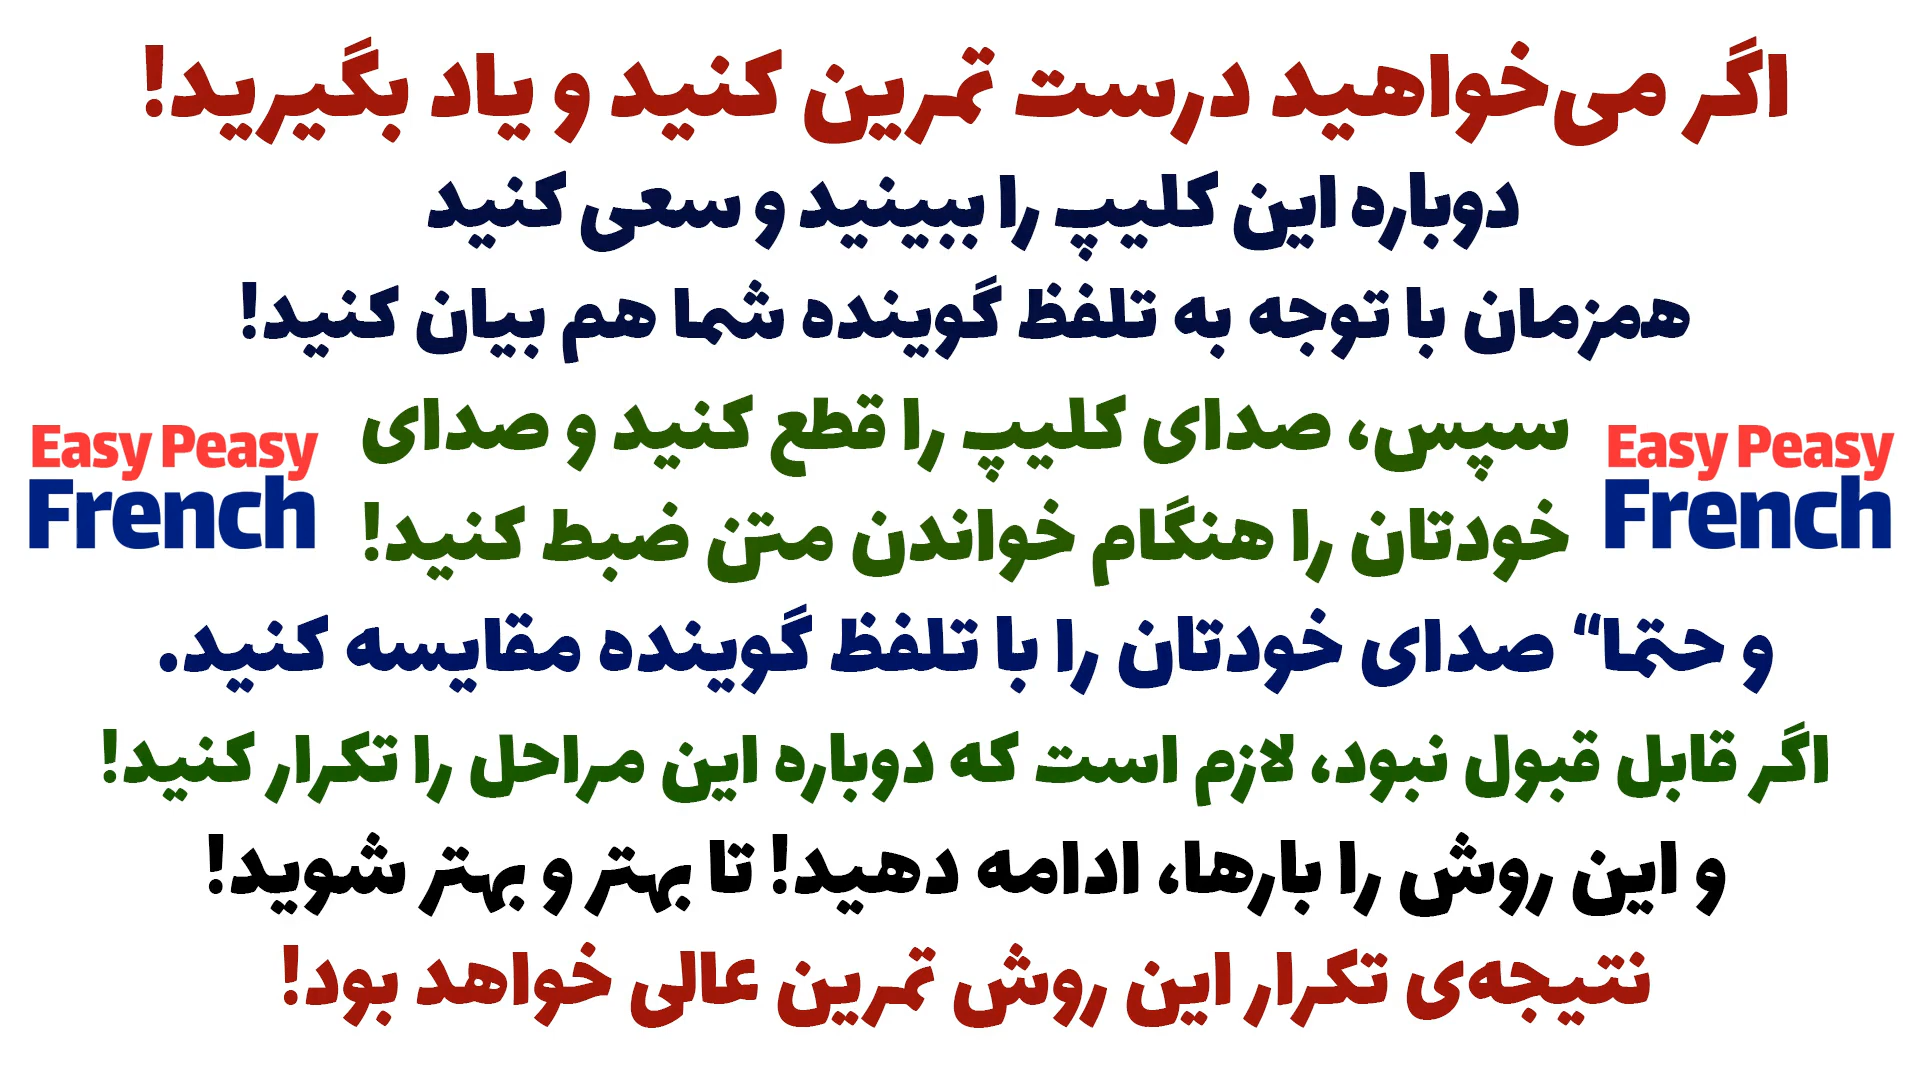 اگر می‌خواهید درست تمرین کنید و یاد بگیرید!
دوباره این کلیپ را ببینید و سعی کنید
همزمان با توجه به تلفظ گوینده شما هم بیان کنید!
سپس، صدای کلیپ را قطع کنید و صدای
خودتان را هنگام خواندن متن ضبط کنید!
Easy Peasy
French
Easy Peasy
French
و حتما“ صدای خودتان را با تلفظ گوینده مقایسه کنید.
اگر قابل قبول نبود، لازم است که دوباره این مراحل را تکرار کنید!
و این روش را بارها، ادامه دهید! تا بهتر و بهتر شوید!
نتیجه‌ی تکرار این روش تمرین عالی خواهد بود!